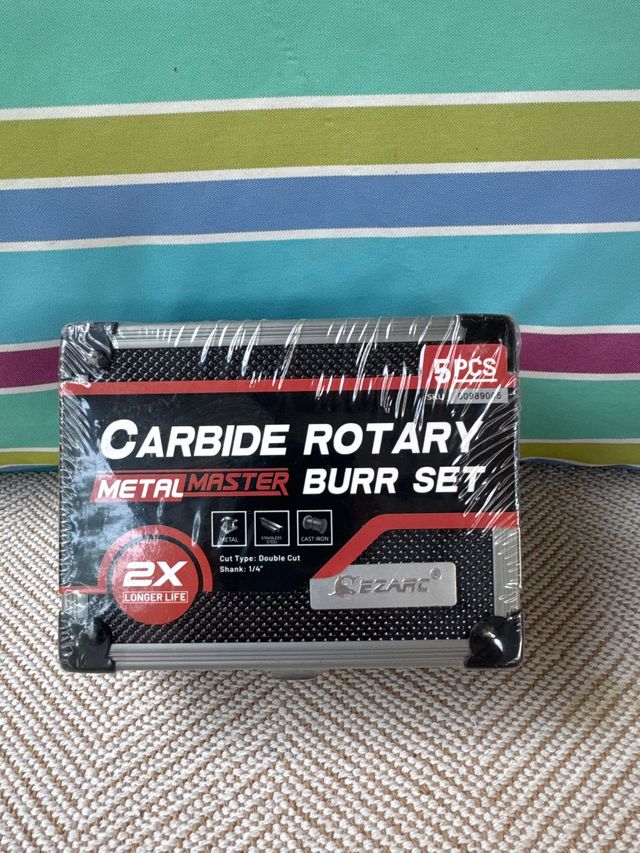 5PCS
SKU
CARBIDE ROTARY
METALMASTER BURR SET
METAL
STAINLESS STEEL
CAST IRON
Cut Type: Double Cut
Shank: 1/4"
2X
LONGER LIFE
EZARC